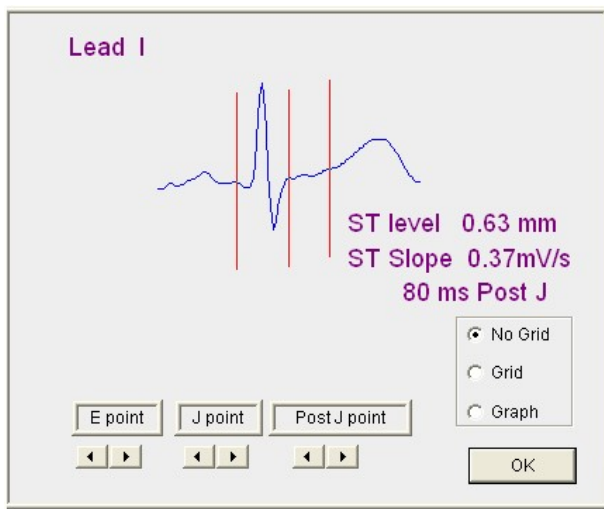 Lead I
ST level 0.63 mm
ST Slope 0.37mV/s
80 ms Post J
No Grid
Grid
Graph
E point J point Post J point
OK